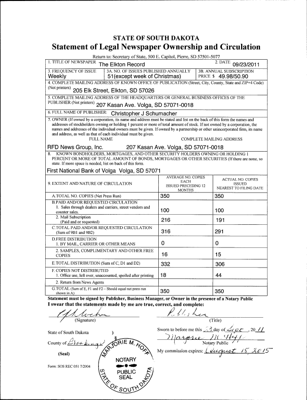 STATE OF SOUTH DAKOTA
Statement of Legal Newspaper Ownership and Circulation
Return to: Secretary of State, 500 E. Capitol, Pierre, SD 57501-5077
1. TITLE OF NEWSPAPER The Elkton Record 2. DATE 09/23/2011
3. FREQUENCY OF ISSUE Weekly
3A. NO. OF ISSUES PUBLISHED ANNUALLY 51(except week of Christmas)
3B. ANNUAL SUBSCRIPTION PRICE $ 49.98/50.90
4. COMPLETE MAILING ADDRESS OF KNOWN OFFICE OF PUBLICATION (Street, City, County, State and ZIP+4 Code) (Not printers)
205 Elk Street, Elkton, SD 57026
5. COMPLETE MAILING ADDRESS OF THE HEADQUARTERS OR GENERAL BUSINESS OFFICES OF THE PUBLISHER (Not printers) 207 Kasan Ave. Volga, SD 57071-0018
6. FULL NAME OF PUBLISHER: Christopher J Schumacher
7. OWNER (If owned by a corporation, its name and address must be stated and list on the back of this form the names and addresses of stockholders owning or holding 1 percent or more of total amount of stock. If not owned by a corporation, the names and addresses of the individual owners must be given. If owned by a partnership or other unincorporated firm, its name and address, as well as that of each individual must be given.
FULL NAME COMPLETE MAILING ADDRESS
RFD News Group, Inc. 207 Kasan Ave. Volga, SD 57071-0018
8. KNOWN BONDHOLDERS, MORTGAGEES, AND OTHER SECURITY HOLDERS OWNING OR HOLDING 1 PERCENT OR MORE OF TOTAL AMOUNT OF BONDS, MORTGAGES OR OTHER SECURITIES (If there are none, so state. If more space is needed, list on back of this form.
First National Bank of Volga Volga, SD 57071
9. EXTENT AND NATURE OF CIRCULATION
AVERAGE NO. COPIES EACH ISSUED PRECEDING 12 MONTHS
ACTUAL NO. COPIES ISSUED NEAREST TO FILING DATE
A. TOTAL NO. COPIES (Net Press Run) 350 350
B. PAID AND/OR REQUESTED CIRCULATION
1. Sales through dealers and carriers, street vendors and counter sales. 100 100
2. Mail Subscription (Paid and or requested) 216 191
C. TOTAL PAID AND/OR REQUESTED CIRCULATION (Sum of 9B1 and 9B2) 316 291
D. FREE DISTRIBUTION
1. BY MAIL, CARRIER OR OTHER MEANS 0 0
2. SAMPLES, COMPLIMENTARY AND OTHER FREE COPIES 16 15
E. TOTAL DISTRIBUTION (Sum of C, D1 and D2) 332 306
F. COPIES NOT DISTRIBUTED
1. Office use, left over, unaccounted, spoiled after printing 18 44
2. Return from News Agents
G. TOTAL (Sum of E, F1 and F2 - Should equal net press run shown in A) 350 350
Statement must be signed by Publisher, Business Manager, or Owner in the presence of a Notary Public
I swear that the statements made by me are true, correct, and complete:
(Signature) (Title)
State of South Dakota
County of Brookings
(Seal)
MARJORIE M. HOFF
NOTARY
PUBLIC
SEAL
STATE OF SOUTH DAKOTA
Sworn to before me this
Marjorie M. Hoff
Notary Public
My commission expires: August 15, 2015